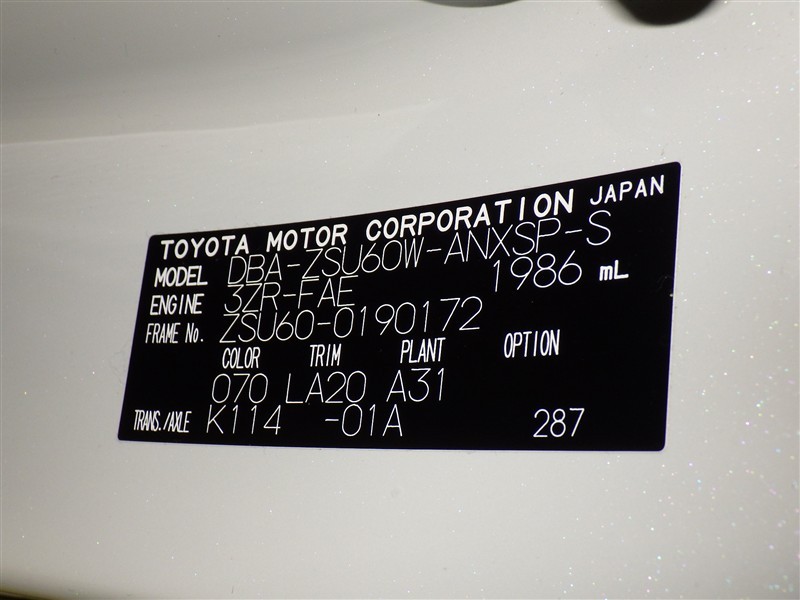 TOYOTA MOTOR CORPORATION JAPAN
MODEL DBA-ZSU60W-ANXSP-S
ENGINE 3ZR-FAE 1986 mL
FRAME No. ZSU60-0190172
COLOR TRIM PLANT OPTION
070 LA20 A31
TRANS./AXLE K114 -01A 287